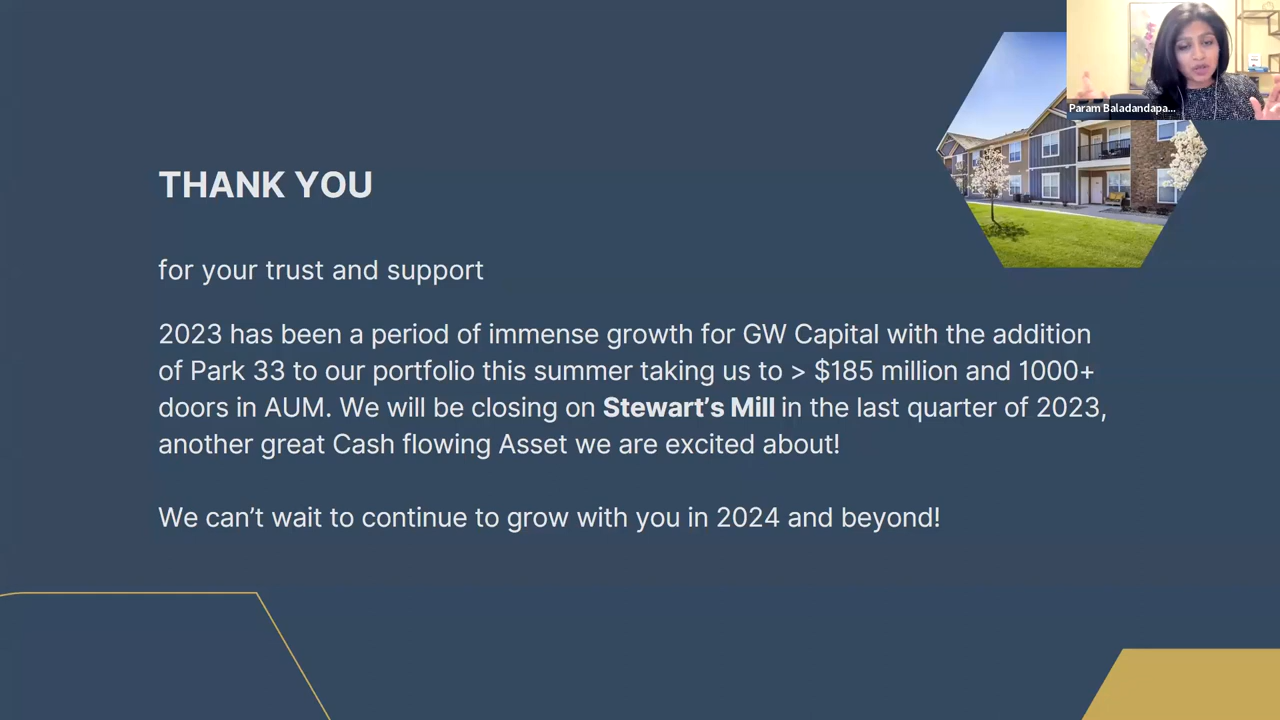 Param Baladandapa...
THANK YOU
for your trust and support
2023 has been a period of immense growth for GW Capital with the addition
of Park 33 to our portfolio this summer taking us to > $185 million and 1000+
doors in AUM. We will be closing on Stewart’s Mill in the last quarter of 2023,
another great Cash flowing Asset we are excited about!
We can’t wait to continue to grow with you in 2024 and beyond!